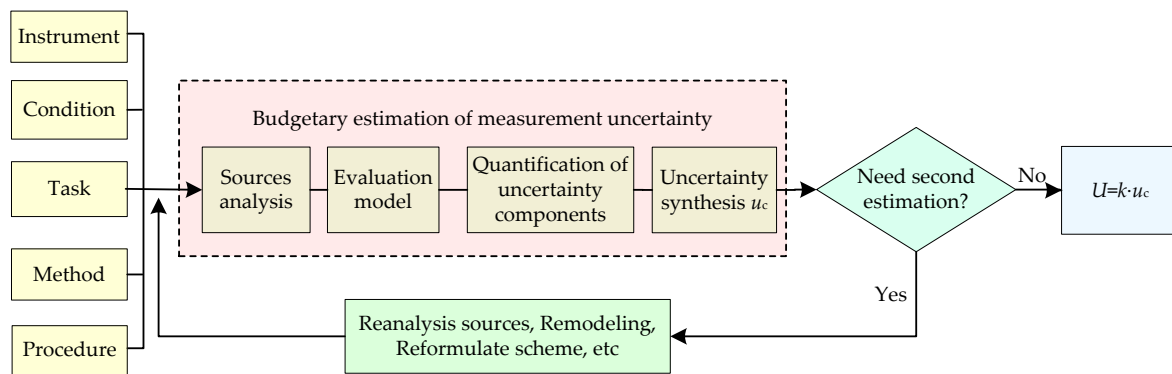 Instrument
Condition
Task
Method
Procedure
Budgetary estimation of measurement uncertainty
Sources
analysis
Evaluation
model
Quantification of
uncertainty
components
Uncertainty
synthesis uc
Need second
estimation?
No
U=k·uc
Yes
Reanalysis sources, Remodeling,
Reformulate scheme, etc